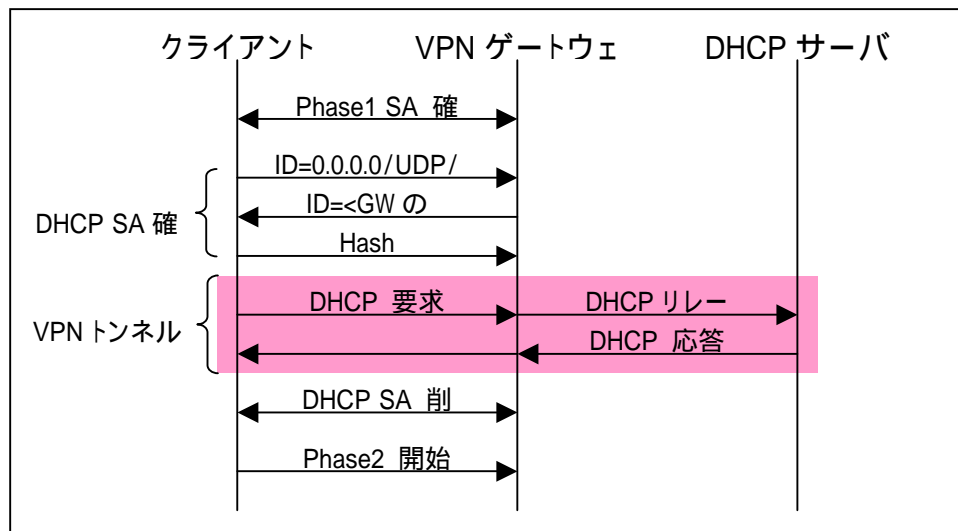 クライアント
VPN ゲートウェ
DHCP サーバ
Phase1 SA 確
ID=0.0.0.0/UDP/
ID=<GW の
DHCP SA 確
Hash
DHCP 要求
DHCP リレー
VPN トンネル
DHCP 応答
DHCP SA 削
Phase2 開始